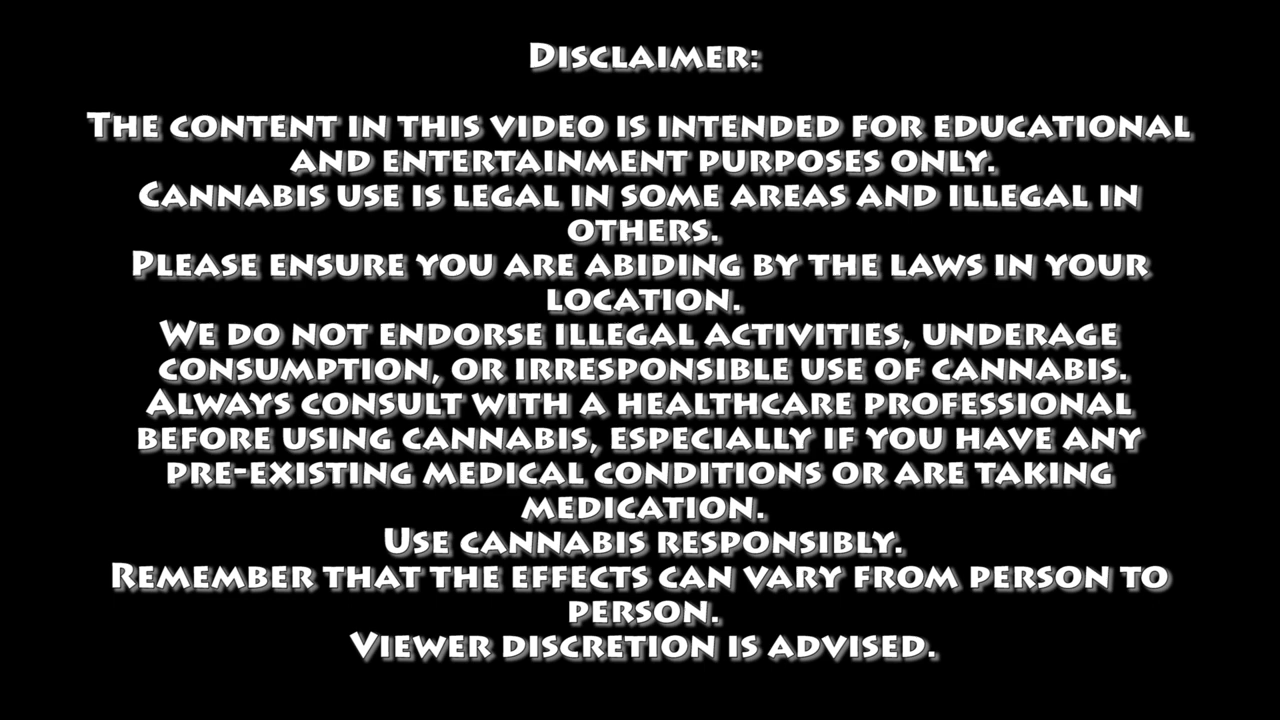 Disclaimer:
The content in this video is intended for educational
and entertainment purposes only.
Cannabis use is legal in some areas and illegal in
others.
Please ensure you are abiding by the laws in your
location.
We do not endorse illegal activities, underage
consumption, or irresponsible use of cannabis.
Always consult with a healthcare professional
before using cannabis, especially if you have any
pre-existing medical conditions or are taking
medication.
Use cannabis responsibly.
Remember that the effects can vary from person to
person.
Viewer discretion is advised.